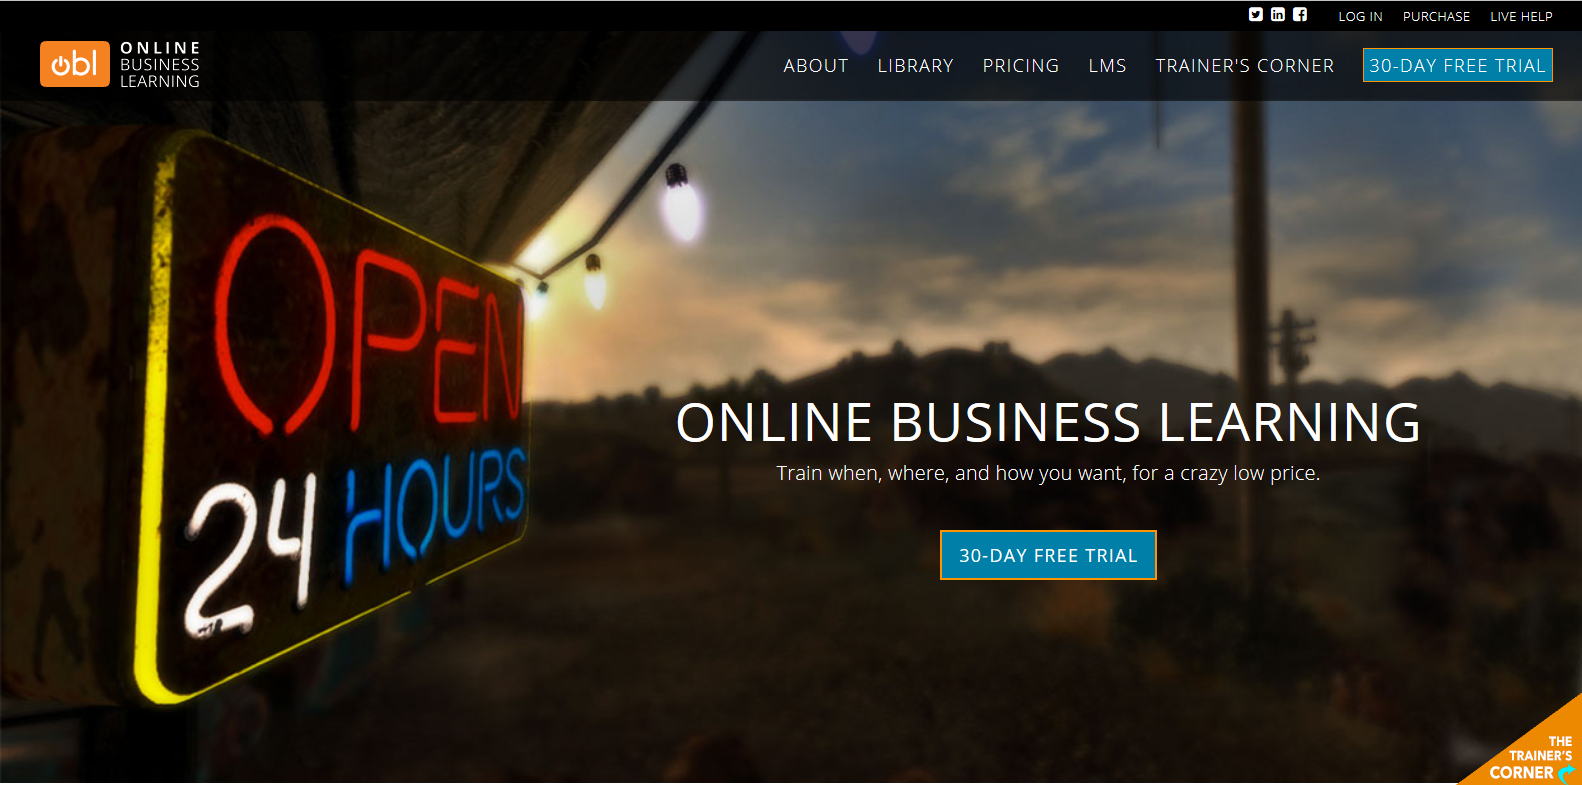 LOG IN PURCHASE LIVE HELP
obl ONLINE
BUSINESS
LEARNING
ABOUT LIBRARY PRICING LMS TRAINER'S CORNER 30-DAY FREE TRIAL
OPEN
24 HOURS
ONLINE BUSINESS LEARNING
Train when, where, and how you want, for a crazy low price.
30-DAY FREE TRIAL
THE
TRAINER'S
CORNER